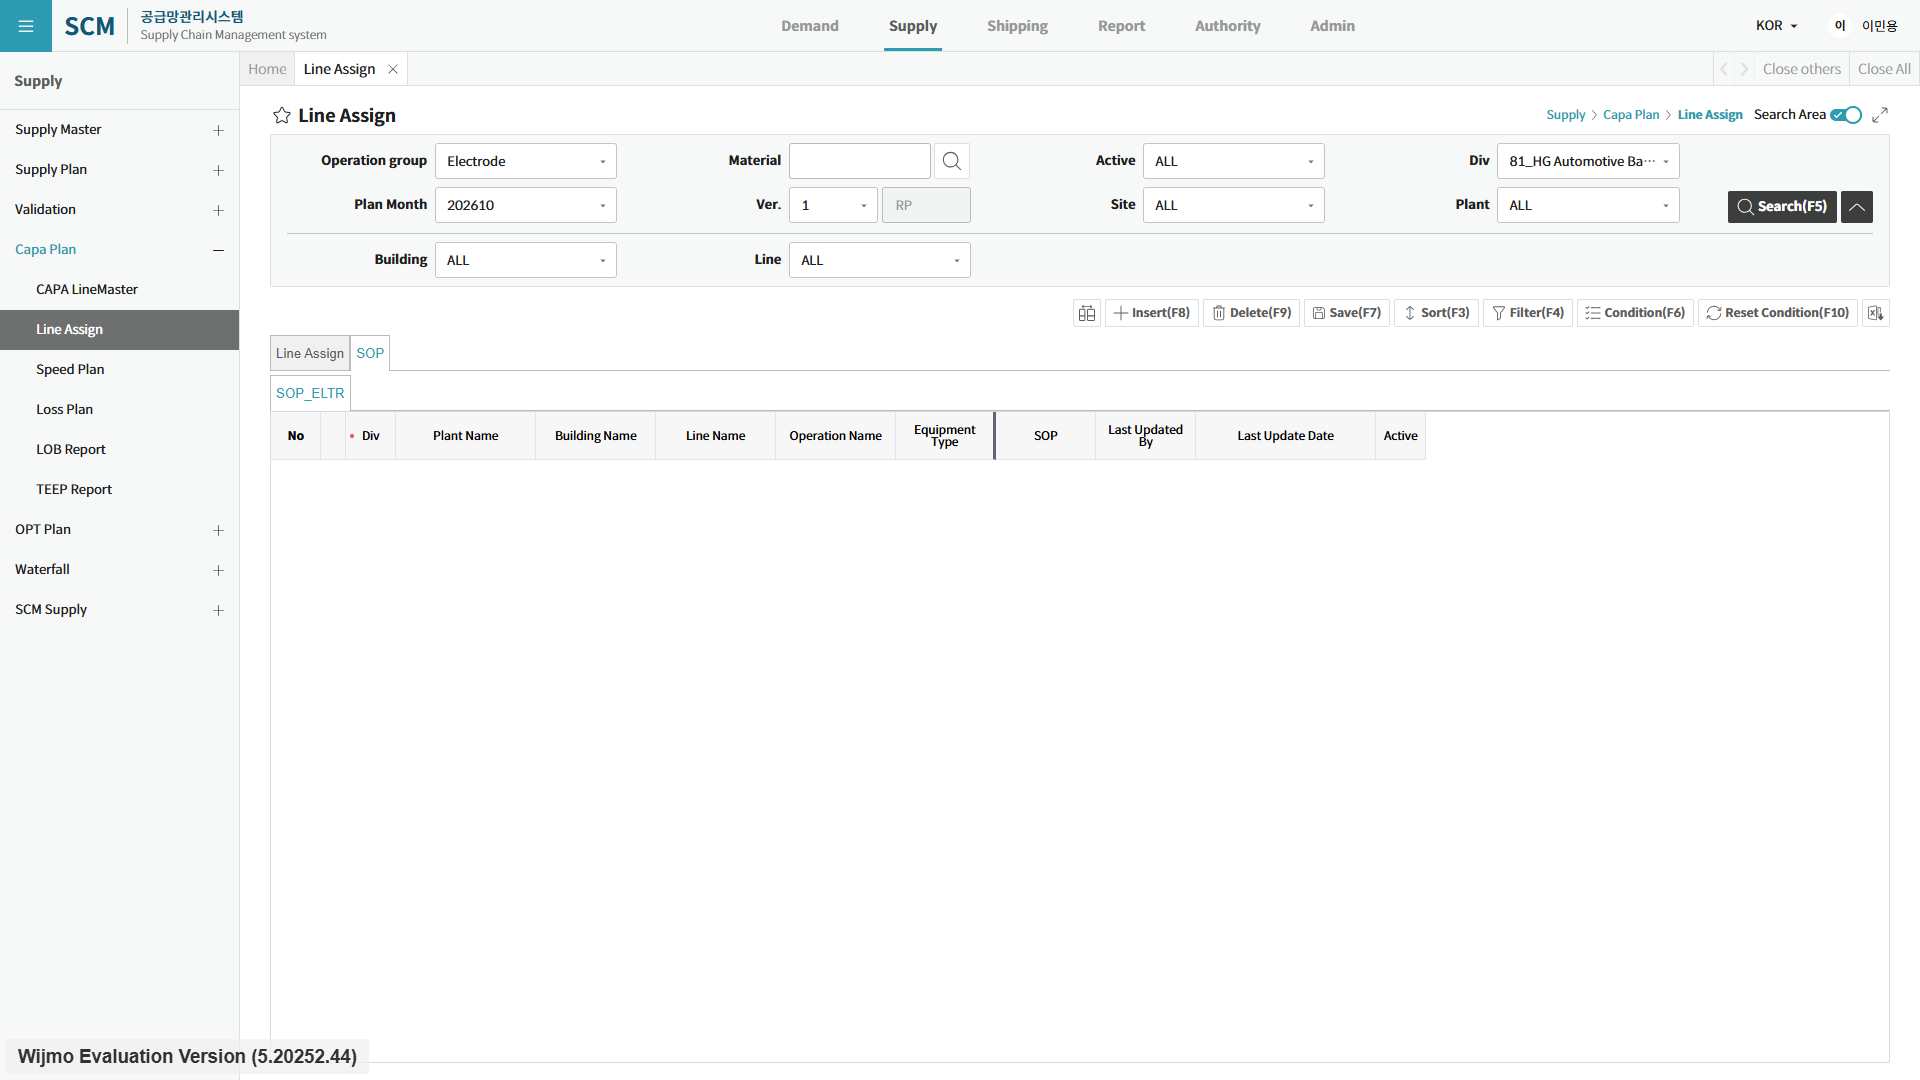 SCM 공급망관리시스템
Supply Chain Management system
Demand Supply Shipping Report Authority Admin
KOR 이 이민용
Supply
Home Line Assign
Close others Close All
Supply Master
Supply Plan
Validation
Capa Plan
CAPA LineMaster
Line Assign
Speed Plan
Loss Plan
LOB Report
TEEP Report
OPT Plan
Waterfall
SCM Supply
Line Assign
Supply > Capa Plan > Line Assign Search Area
Operation group Electrode Material Active ALL Div 81_HG Automotive Ba···
Plan Month 202610 Ver. 1 RP Site ALL Plant ALL Search(F5)
Building ALL Line ALL
Insert(F8) Delete(F9) Save(F7) Sort(F3) Filter(F4) Condition(F6) Reset Condition(F10)
Line Assign SOP
SOP_ELTR
No Div Plant Name Building Name Line Name Operation Name Equipment Type SOP Last Updated By Last Update Date Active
Wijmo Evaluation Version (5.20252.44)